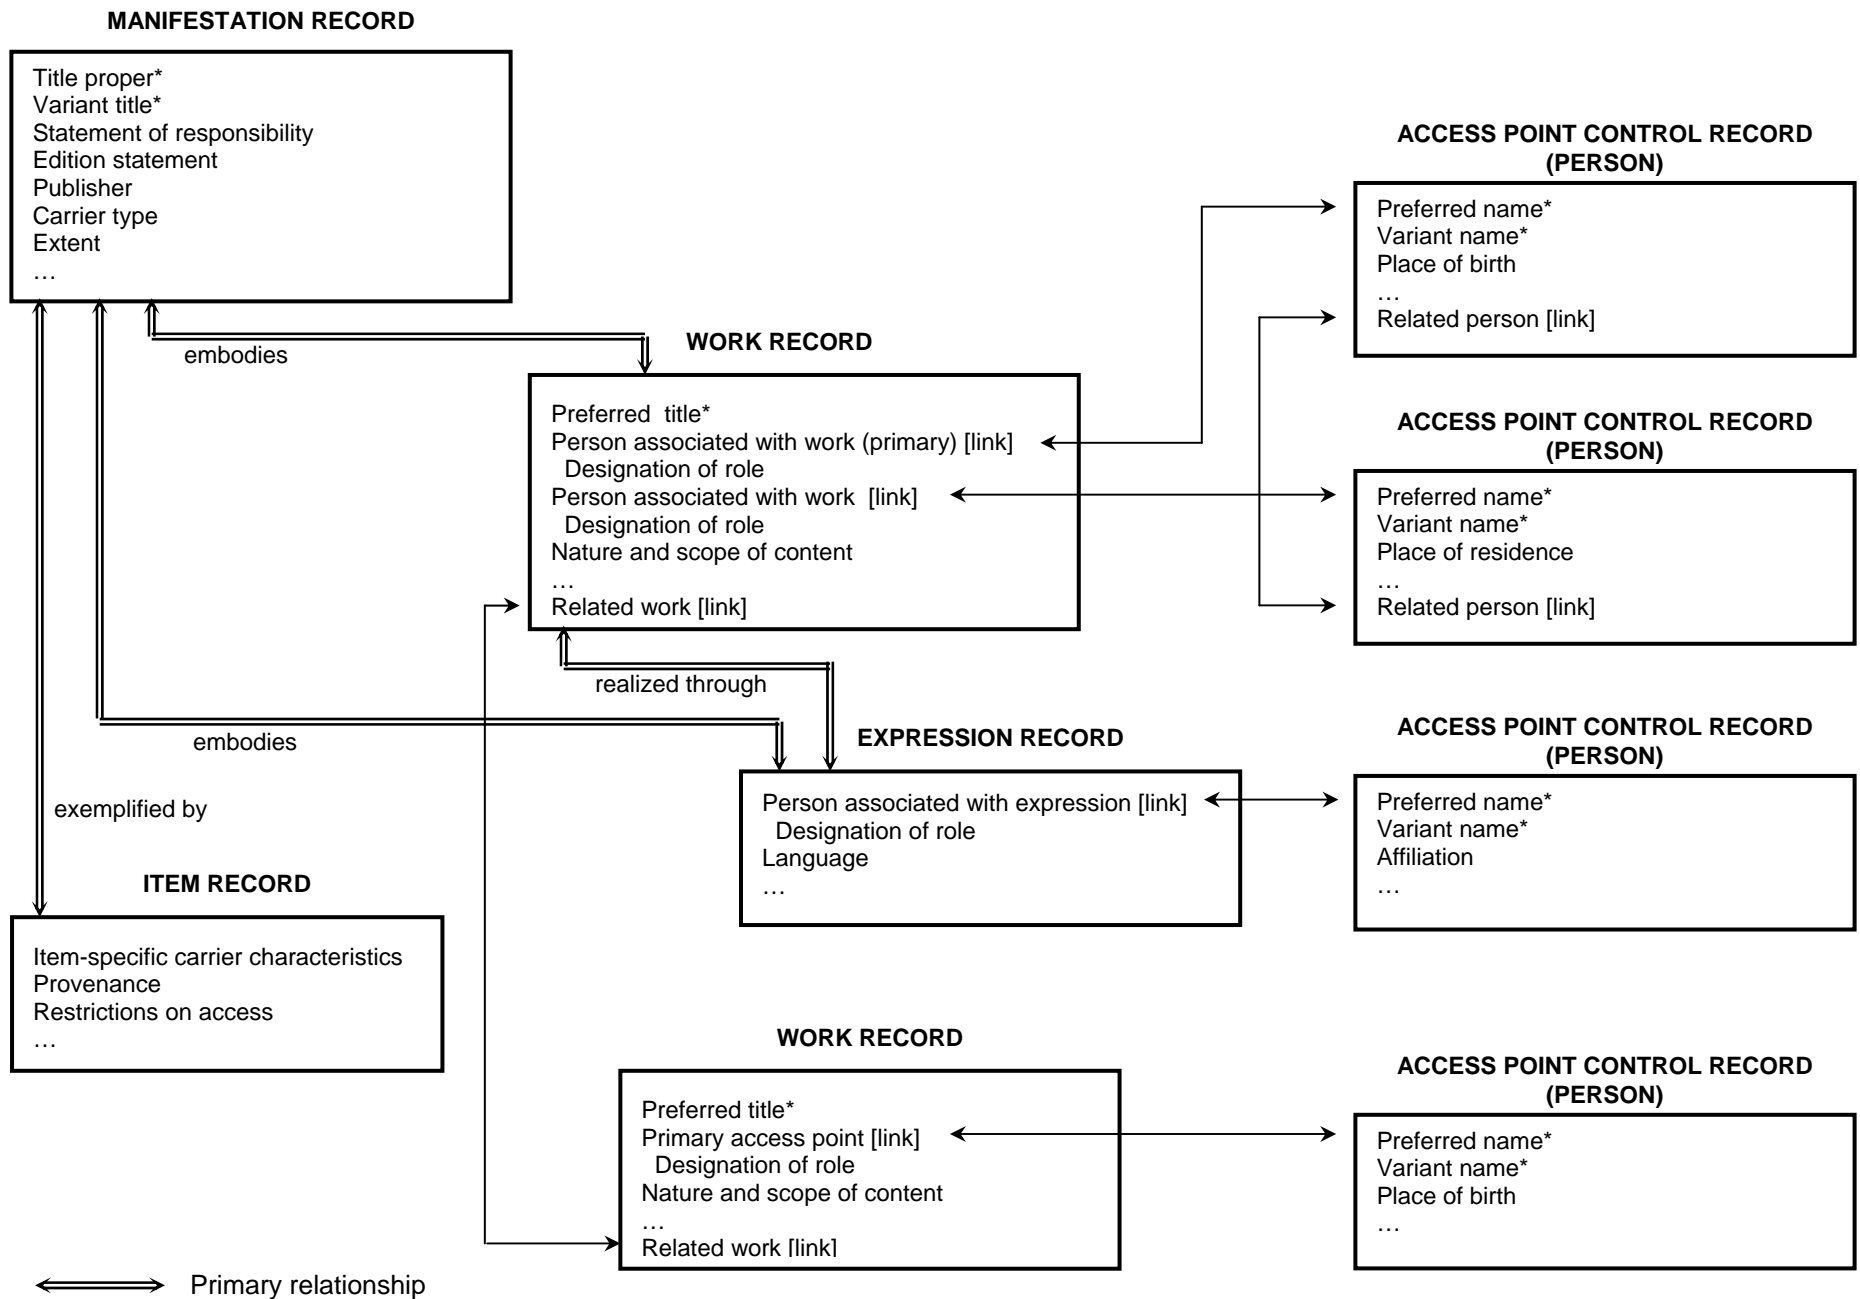 MANIFESTATION RECORD
Title proper*
Variant title*
Statement of responsibility
Edition statement
Publisher
Carrier type
Extent
…
embodies
WORK RECORD
Preferred  title*
Person associated with work (primary) [link]
Designation of role
Person associated with work  [link]
Designation of role
Nature and scope of content
…
Related work [link]
realized through
embodies
EXPRESSION RECORD
Person associated with expression [link]
Designation of role
Language
…
exemplified by
ITEM RECORD
Item-specific carrier characteristics
Provenance
Restrictions on access
…
WORK RECORD
Preferred title*
Primary access point [link]
Designation of role
Nature and scope of content
…
Related work [link]
ACCESS POINT CONTROL RECORD
(PERSON)
Preferred name*
Variant name*
Place of birth
…
Related person [link]
ACCESS POINT CONTROL RECORD
(PERSON)
Preferred name*
Variant name*
Place of residence
…
Related person [link]
ACCESS POINT CONTROL RECORD
(PERSON)
Preferred name*
Variant name*
Affiliation
…
ACCESS POINT CONTROL RECORD
(PERSON)
Preferred name*
Variant name*
Place of birth
…
Primary relationship